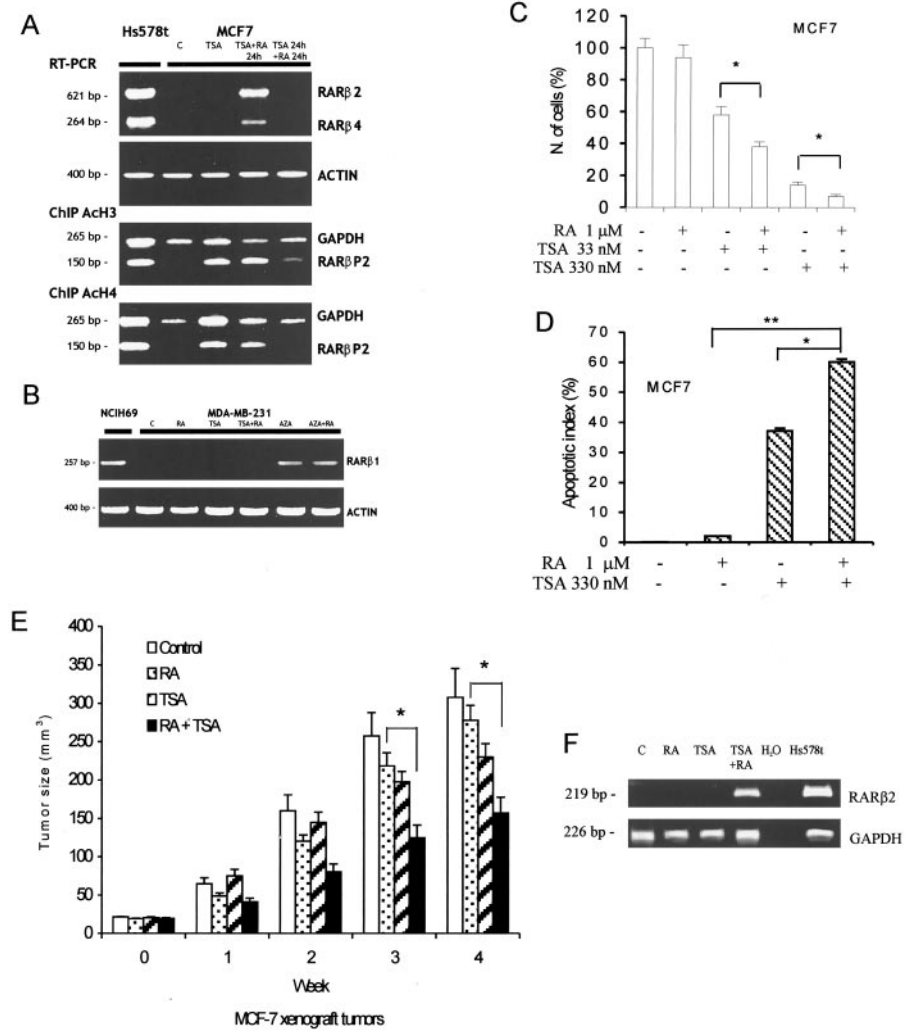 A
Hs578t MCF7
C TSA TSA+RA 24h TSA 24h +RA 24h
RT-PCR
621 bp - RARβ2
264 bp - RARβ4
400 bp - ACTIN
ChIP AcH3
265 bp - GAPDH
150 bp - RARβP2
ChIP AcH4
265 bp - GAPDH
150 bp - RARβP2
B
NCIH69 MDA-MB-231
C RA TSA TSA+RA AZA AZA+RA
257 bp - RARβ1
400 bp - ACTIN
C
MCF7
N. of cells (%)
120
100
80
60
40
20
0
* *
RA 1 μM - + - + - +
TSA 33 nM - - + + - -
TSA 330 nM - - - - + +
D
MCF7
Apoptotic index (%)
70
60
50
40
30
20
10
0
**
*
RA 1 μM - + - +
TSA 330 nM - - + +
E
Control
RA
TSA
RA + TSA
Tumor size (mm³)
400
350
300
250
200
150
100
50
0
* *
0 1 2 3 4
Week
MCF-7 xenograft tumors
F
C RA TSA TSA +RA H₂O Hs578t
219 bp - RARβ2
226 bp - GAPDH